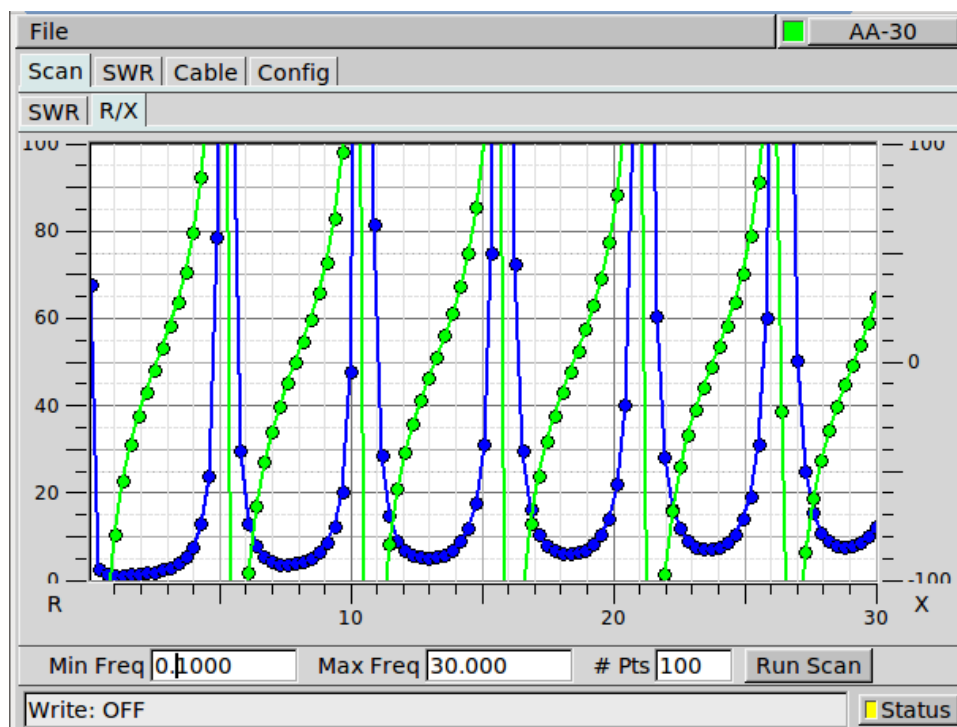 File AA-30
Scan SWR Cable Config
SWR R/X
100 100
80
60
0
40
20
0 -100
R 10 20 30 X
Min Freq 0.1000 Max Freq 30.000 # Pts 100 Run Scan
Write: OFF Status